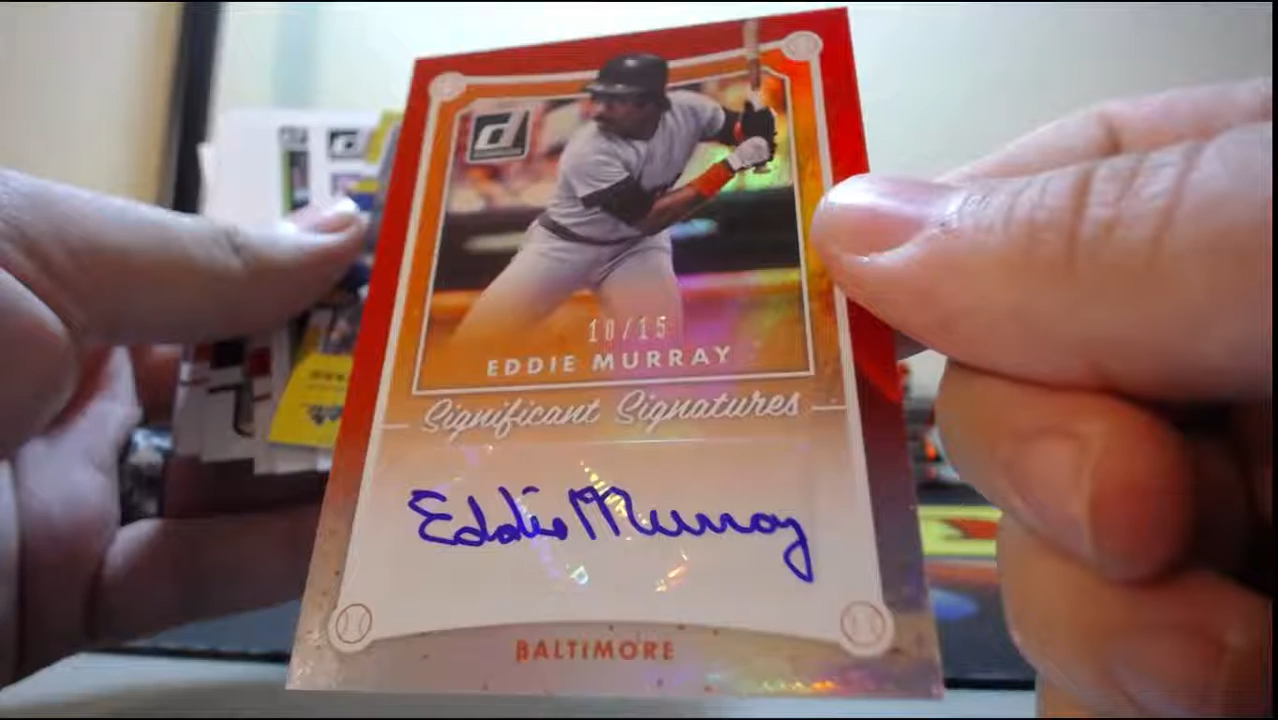 d
10/15
EDDIE MURRAY
Significant Signatures
Eddie Murray
BALTIMORE